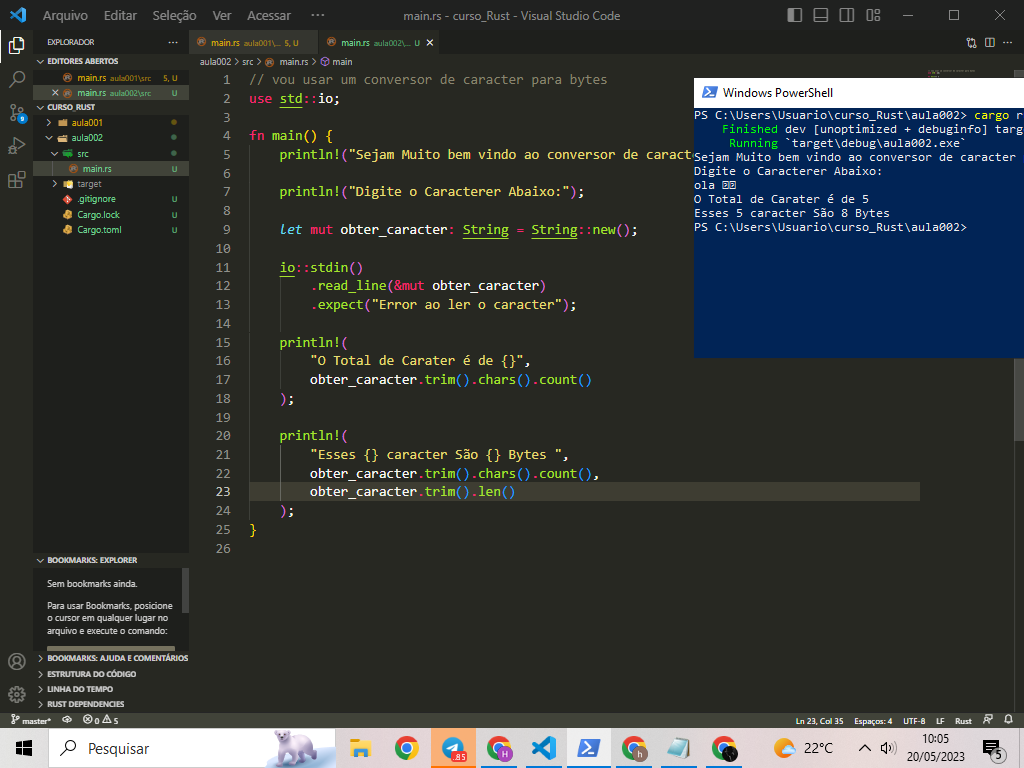 Arquivo Editar Seleção Ver Acessar ··· main.rs - curso_Rust - Visual Studio Code
EXPLORADOR ···
EDITORES ABERTOS
main.rs aula001\src 5, U
main.rs aula002\src U
CURSO_RUST
aula001
aula002
src
main.rs U
target
.gitignore U
Cargo.lock U
Cargo.toml U
BOOKMARKS: EXPLORER
Sem bookmarks ainda.
Para usar Bookmarks, posicione
o cursor em qualquer lugar no
arquivo e execute o comando:
BOOKMARKS: AJUDA E COMENTÁRIOS
ESTRUTURA DO CÓDIGO
LINHA DO TEMPO
RUST DEPENDENCIES
main.rs aula001\... 5, U main.rs aula002\... U
aula002 > src > main.rs > main
1 // vou usar um conversor de caracter para bytes
2 use std::io;
3
4 fn main() {
5 println!("Sejam Muito bem vindo ao conversor de caract
6
7 println!("Digite o Caracterer Abaixo:");
8
9 let mut obter_caracter: String = String::new();
10
11 io::stdin()
12 .read_line(&mut obter_caracter)
13 .expect("Error ao ler o caracter");
14
15 println!(
16 "O Total de Carater é de {}",
17 obter_caracter.trim().chars().count()
18 );
19
20 println!(
21 "Esses {} caracter São {} Bytes ",
22 obter_caracter.trim().chars().count(),
23 obter_caracter.trim().len()
24 );
25 }
26
Windows PowerShell
PS C:\Users\Usuario\curso_Rust\aula002> cargo r
Finished dev [unoptimized + debuginfo] targ
Running `target\debug\aula002.exe`
Sejam Muito bem vindo ao conversor de caracter
Digite o Caracterer Abaixo:
ola
O Total de Carater é de 5
Esses 5 caracter São 8 Bytes
PS C:\Users\Usuario\curso_Rust\aula002>
master* 0 5 Ln 23, Col 35 Espaços: 4 UTF-8 LF Rust
Pesquisar 85 H h 22°C 10:05
20/05/2023 5